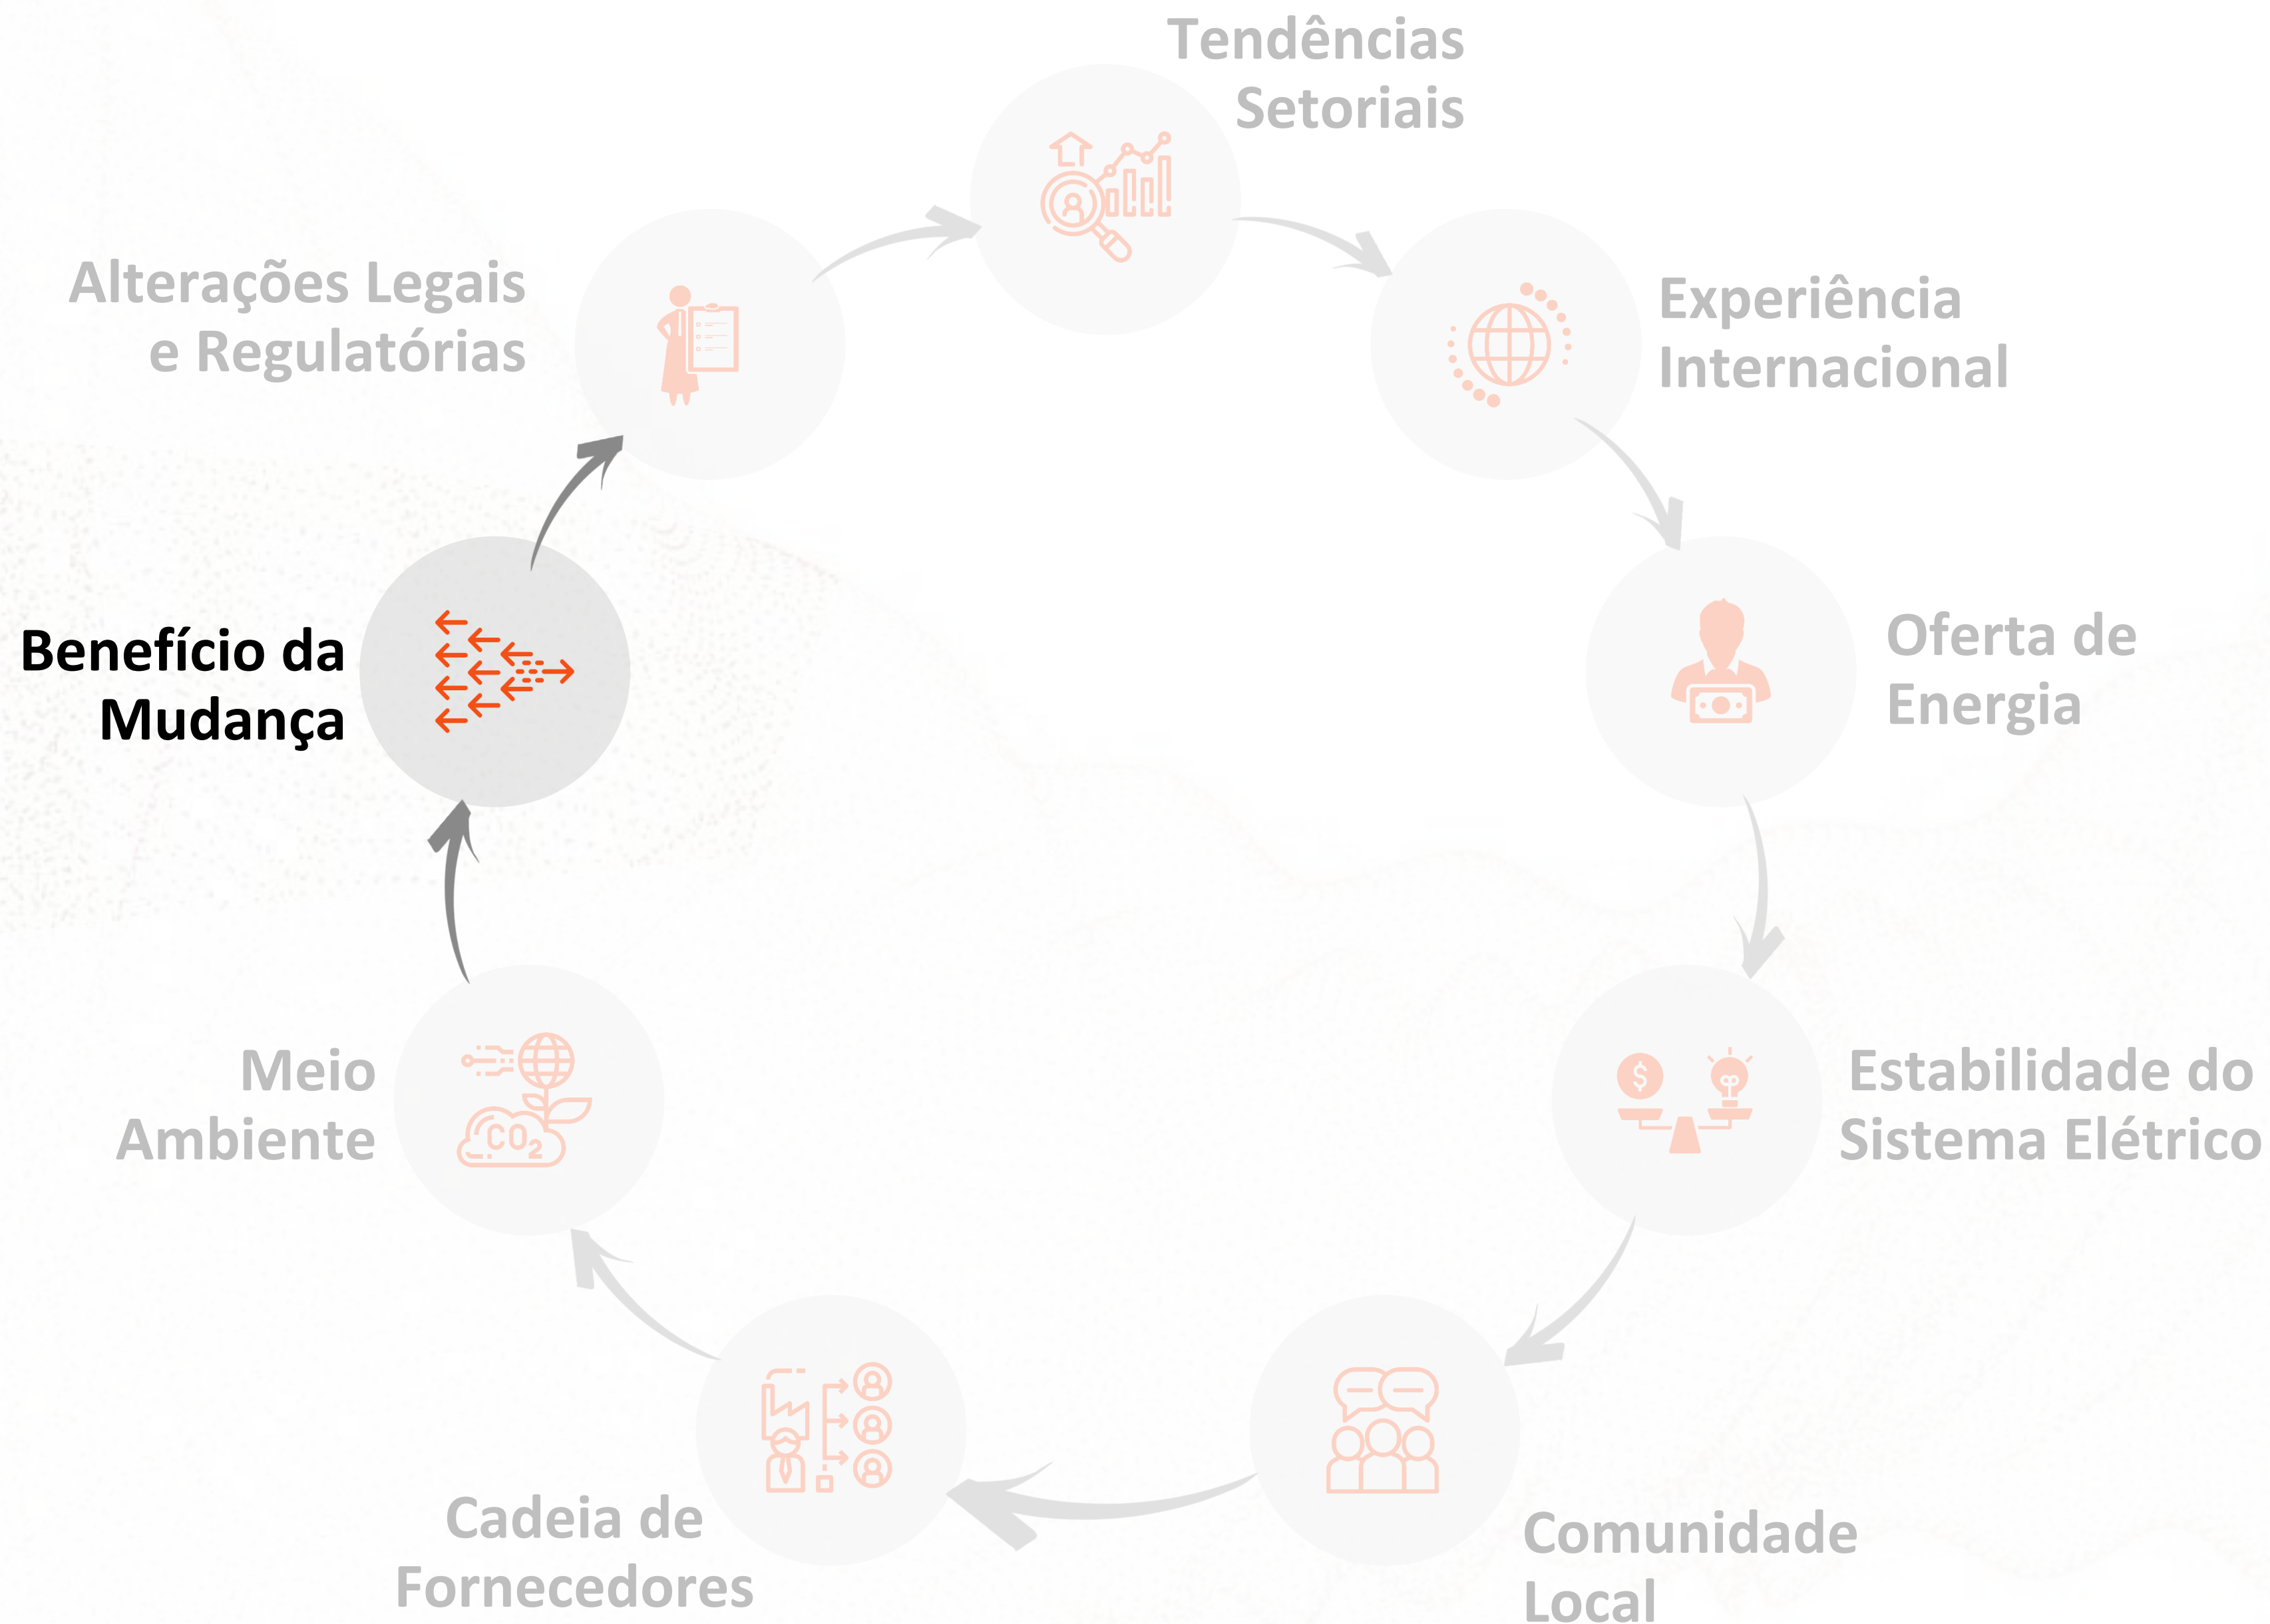 Tendências
Setoriais
Experiência
Internacional
Oferta de
Energia
Estabilidade do
Sistema Elétrico
Comunidade
Local
Cadeia de
Fornecedores
Meio
Ambiente
CO2
Benefício da
Mudança
Alterações Legais
e Regulatórias
$